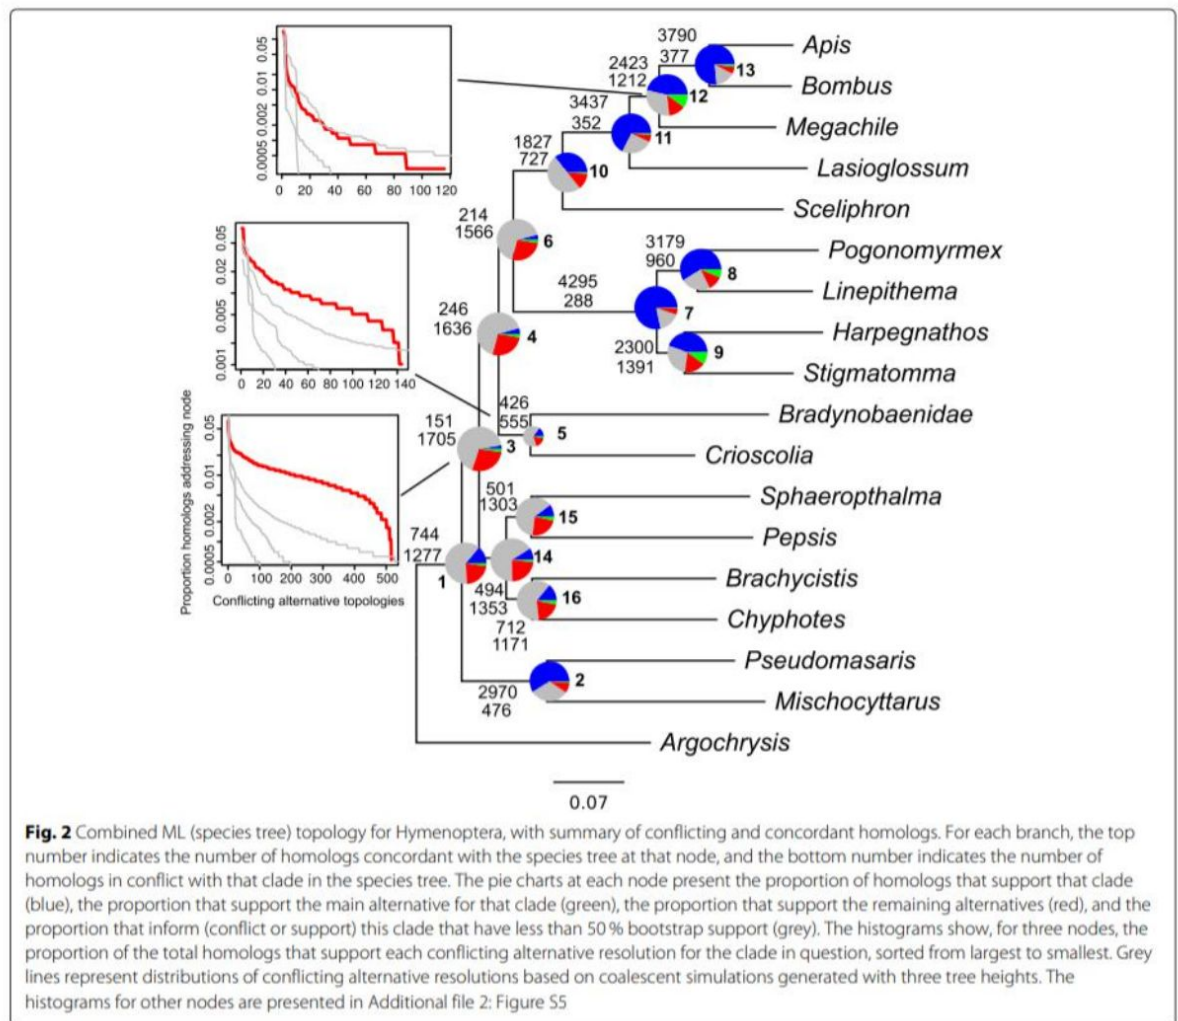 0.05
0.01
0.002
0.0005
0 20 40 60 80 100 120
0.05
0.02
0.005
0.001
0 20 40 60 80 100 120 140
Proportion homologs addressing node
0.05
0.01
0.002
0.0005
0 100 200 300 400 500
Conflicting alternative topologies
3790
377
13
Apis
Bombus
2423
1212
12
Megachile
3437
352
11
Lasioglossum
1827
727
10
Sceliphron
214
1566
6
3179
960
8
Pogonomyrmex
Linepithema
4295
288
7
Harpegnathos
2300
1391
9
Stigmatomma
246
1636
4
426
555
5
Bradynobaenidae
Crioscolia
151
1705
3
501
1303
15
Sphaeropthalma
Pepsis
744
1277
1
14
494
1353
16
Brachycistis
Chyphotes
712
1171
Pseudomasaris
2
2970
476
Mischocyttarus
Argochrysis
0.07
Fig. 2 Combined ML (species tree) topology for Hymenoptera, with summary of conflicting and concordant homologs. For each branch, the top
number indicates the number of homologs concordant with the species tree at that node, and the bottom number indicates the number of
homologs in conflict with that clade in the species tree. The pie charts at each node present the proportion of homologs that support that clade
(blue), the proportion that support the main alternative for that clade (green), the proportion that support the remaining alternatives (red), and the
proportion that inform (conflict or support) this clade that have less than 50 % bootstrap support (grey). The histograms show, for three nodes, the
proportion of the total homologs that support each conflicting alternative resolution for the clade in question, sorted from largest to smallest. Grey
lines represent distributions of conflicting alternative resolutions based on coalescent simulations generated with three tree heights. The
histograms for other nodes are presented in Additional file 2: Figure S5